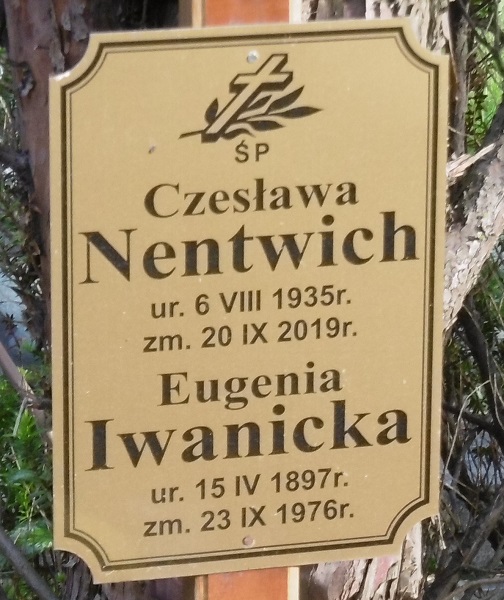 ŚP
Czesława
Nentwich
ur. 6 VIII 1935r.
zm. 20 IX 2019r.
Eugenia
Iwanicka
ur. 15 IV 1897r.
zm. 23 IX 1976r.